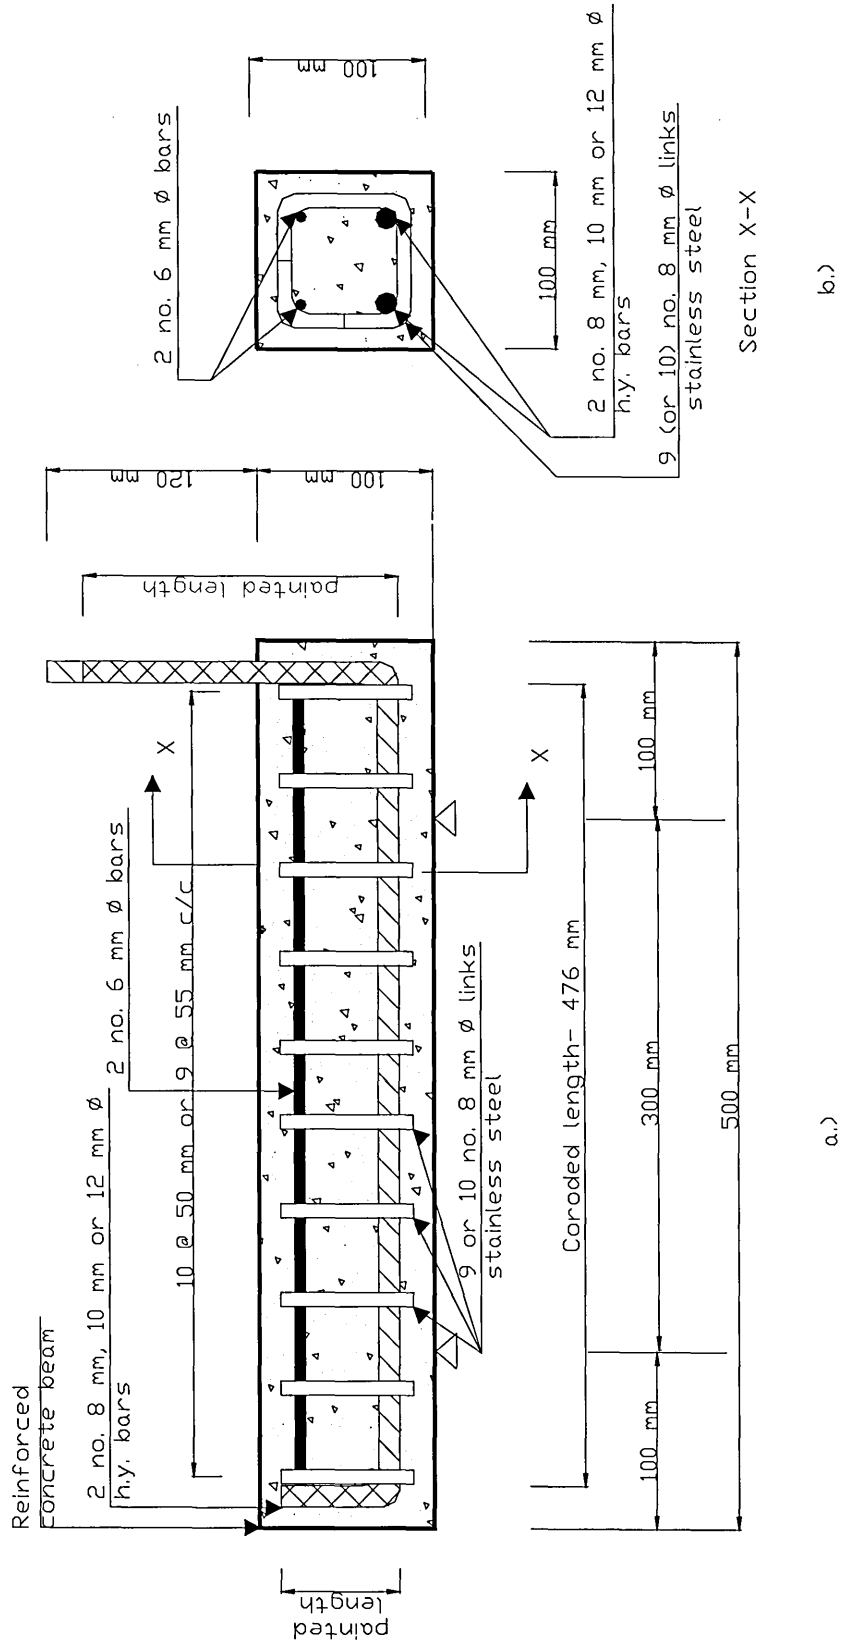 Reinforced
concrete beam
2 no. 8 mm, 10 mm or 12 mm Ø
h.y. bars
2 no. 6 mm Ø bars
10 @ 50 mm or 9 @ 55 mm c/c
X
X
painted
length
painted length
120
mm
100
mm
9 or 10 no. 8 mm Ø links
stainless steel
Coroded length- 476 mm
100 mm
300 mm
100 mm
500 mm
a.)
2 no. 6 mm Ø bars
100
mm
100 mm
2 no. 8 mm, 10 mm or 12 mm Ø
h.y. bars
9 (or 10) no. 8 mm Ø links
stainless steel
Section X-X
b.)